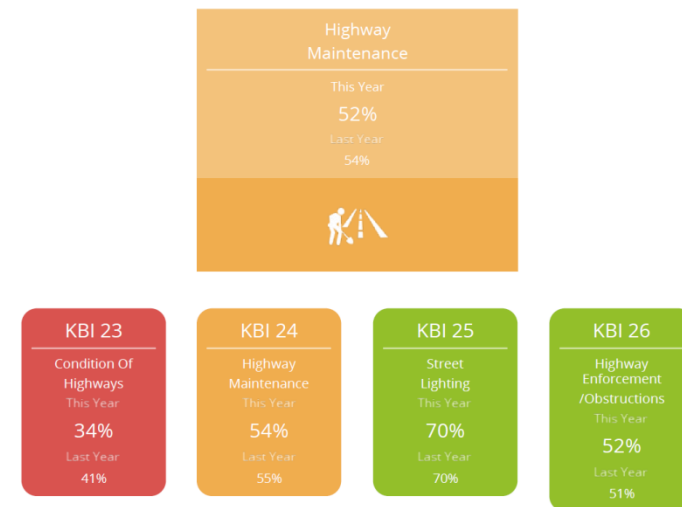 Highway
Maintenance
This Year
52%
Last Year
54%
KBI 23
Condition Of
Highways
This Year
34%
Last Year
41%
KBI 24
Highway
Maintenance
This Year
54%
Last Year
55%
KBI 25
Street
Lighting
This Year
70%
Last Year
70%
KBI 26
Highway
Enforcement
/Obstructions
This Year
52%
Last Year
51%